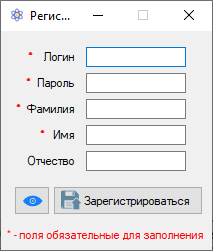 Регис...
* Логин
* Пароль
* Фамилия
* Имя
Отчество
Зарегистрироваться
* - поля обязательные для заполнения